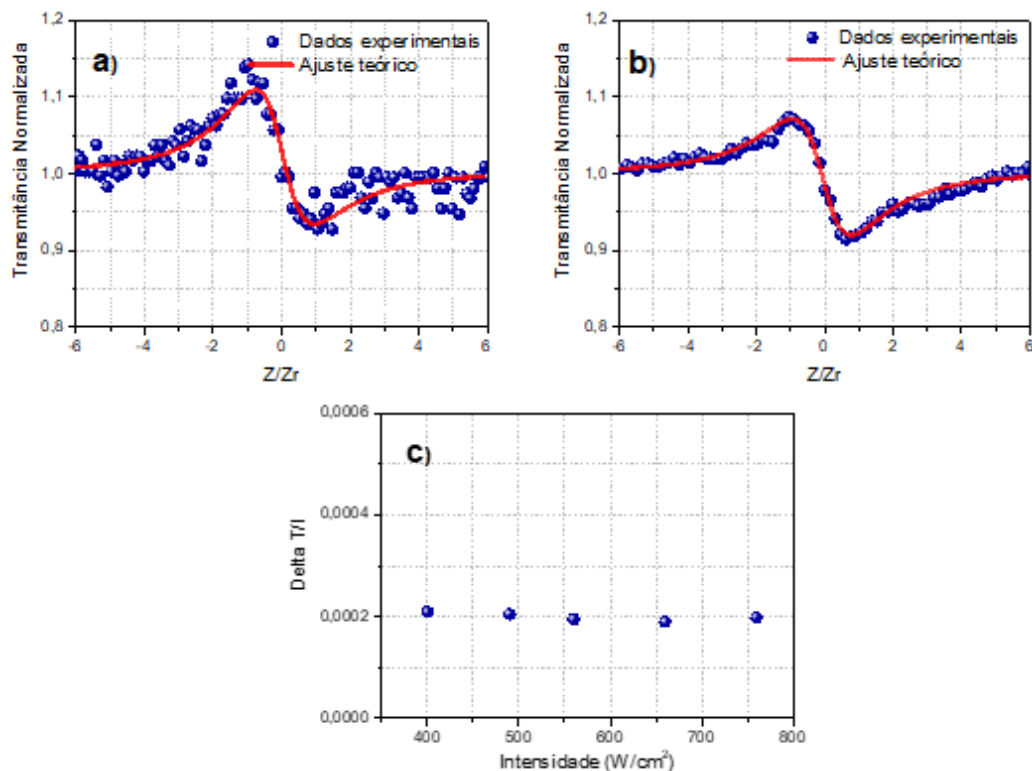 a)
Dados experimentais
Ajuste teórico
Transmitância Normalizada
1,2
1,1
1,0
0,9
0,8
-6 -4 -2 0 2 4 6
Z/Zr
b)
Dados experimentais
Ajuste teórico
Transmitância Normalizada
1,2
1,1
1,0
0,9
0,8
-6 -4 -2 0 2 4 6
Z/Zr
c)
Delta T/I
0,0006
0,0004
0,0002
0,0000
400 500 600 700 800
Intensidade (W/cm²)